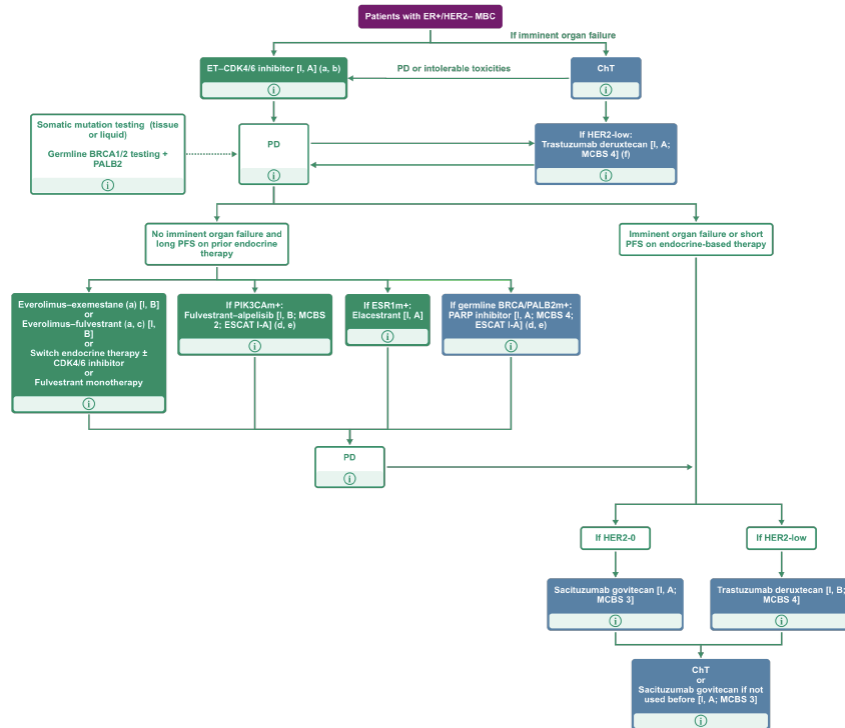 Patients with ER+/HER2– MBC
If imminent organ failure
ET–CDK4/6 inhibitor [I, A] (a, b)
PD or intolerable toxicities
ChT
Somatic mutation testing (tissue
or liquid)
Germline BRCA1/2 testing +
PALB2
PD
If HER2-low:
Trastuzumab deruxtecan [I, A;
MCBS 4] (f)
No imminent organ failure and
long PFS on prior endocrine
therapy
Imminent organ failure or short
PFS on endocrine-based therapy
Everolimus–exemestane (a) [I, B]
or
Everolimus–fulvestrant (a, c) [I,
B]
or
Switch endocrine therapy ±
CDK4/6 inhibitor
or
Fulvestrant monotherapy
If PIK3CAm+:
Fulvestrant–alpelisib [I, B; MCBS
2; ESCAT I-A] (d, e)
If ESR1m+:
Elacestrant [I, A]
If germline BRCA/PALB2m+:
PARP inhibitor [I, A; MCBS 4;
ESCAT I-A] (d, e)
PD
If HER2-0
If HER2-low
Sacituzumab govitecan [I, A;
MCBS 3]
Trastuzumab deruxtecan [I, B;
MCBS 4]
ChT
or
Sacituzumab govitecan if not
used before [I, A; MCBS 3]